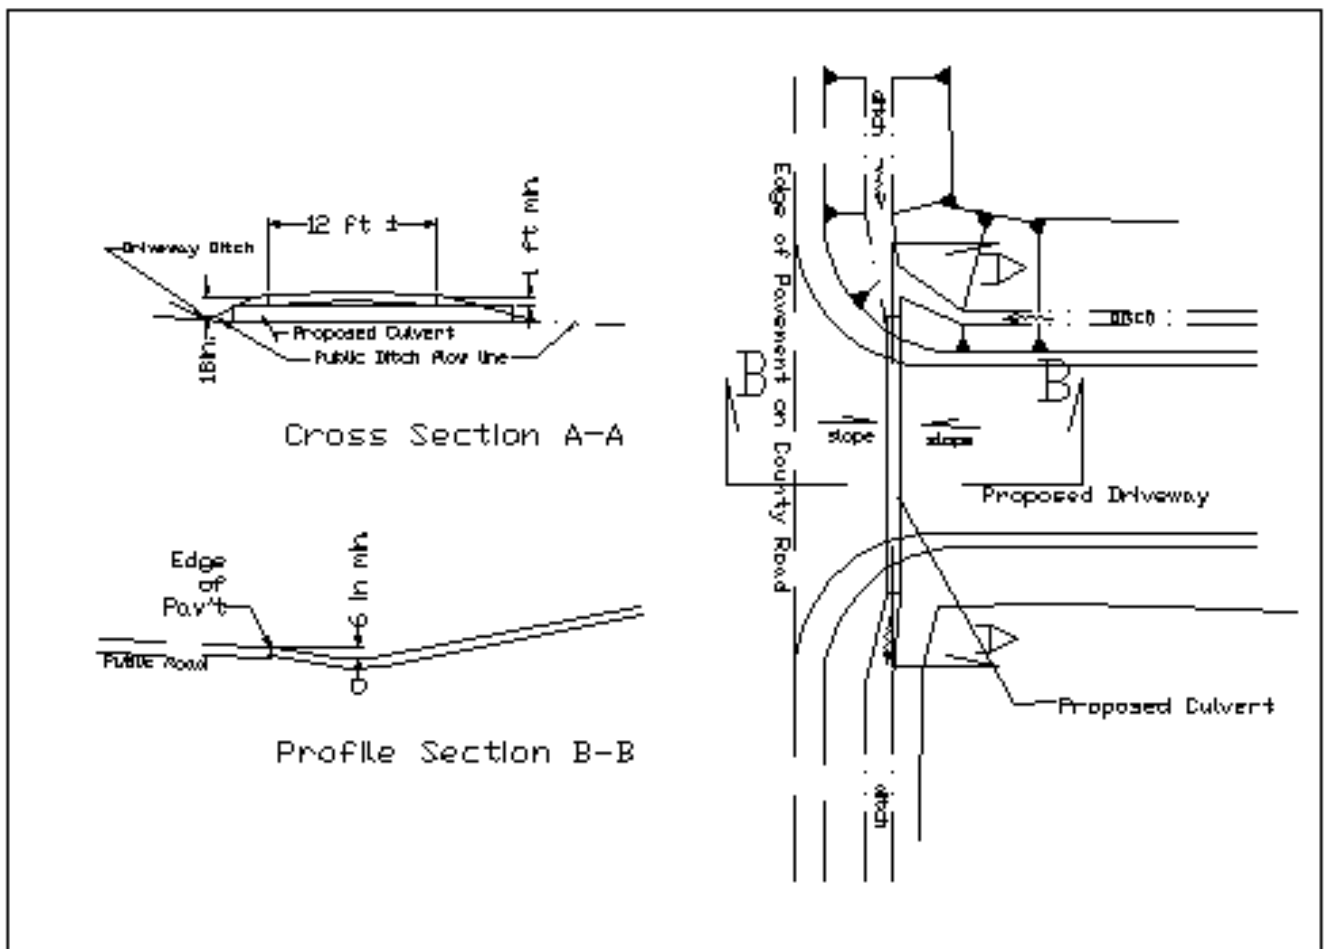 12 ft ±
1 ft min.
Driveway Ditch
Proposed Culvert
Public Ditch Flow Line
18in.
Cross Section A-A
Edge
of
Pav't
6 in min.
Public Road
Profile Section B-B
ditch
Edge of Pavement on County Road
A
ditch
B
B
slope
slope
Proposed Driveway
A
Proposed Culvert
ditch